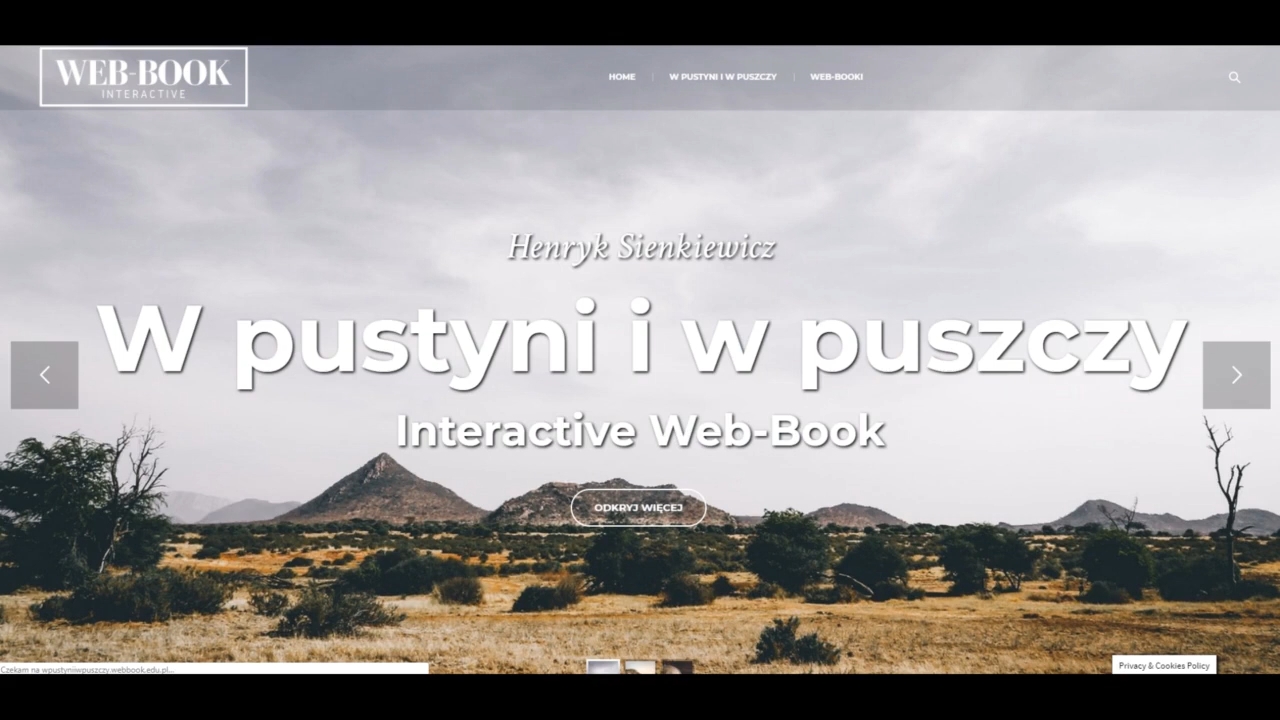 WEB-BOOK
INTERACTIVE
HOME
W PUSTYNI I W PUSZCZY
WEB-BOOKI
Henryk Sienkiewicz
W pustyni i w puszczy
Interactive Web-Book
ODKRYJ WIĘCEJ
Czekam na wpustyniiwpuszczy.webbook.edu.pl...
Privacy & Cookies Policy